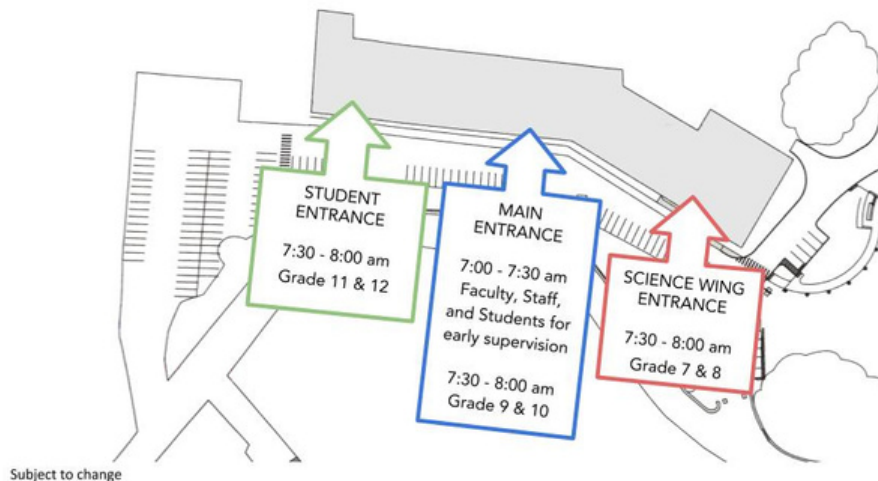 STUDENT
ENTRANCE
7:30 - 8:00 am
Grade 11 & 12
MAIN
ENTRANCE
7:00 - 7:30 am
Faculty, Staff,
and Students for
early supervision
7:30 - 8:00 am
Grade 9 & 10
SCIENCE WING
ENTRANCE
7:30 - 8:00 am
Grade 7 & 8
Subject to change